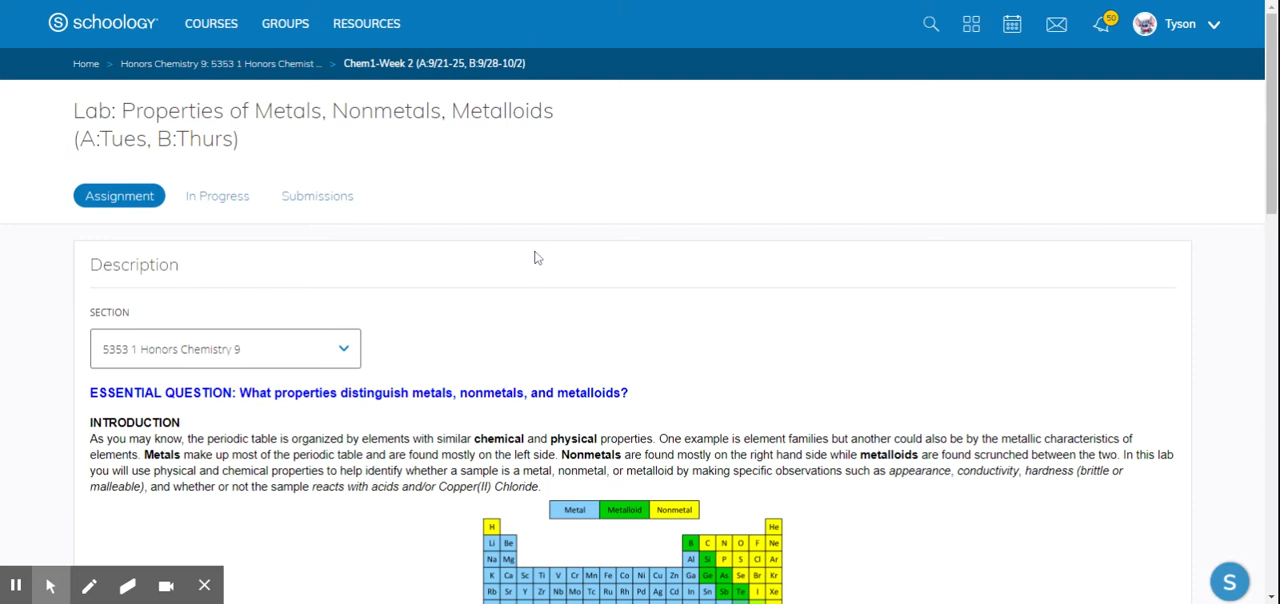 schoology COURSES GROUPS RESOURCES 50 Tyson
Home > Honors Chemistry 9: 5353 1 Honors Chemist ... > Chem1-Week 2 (A:9/21-25, B:9/28-10/2)
Lab: Properties of Metals, Nonmetals, Metalloids
(A:Tues, B:Thurs)
Assignment In Progress Submissions
Description
SECTION
5353 1 Honors Chemistry 9
ESSENTIAL QUESTION: What properties distinguish metals, nonmetals, and metalloids?
INTRODUCTION
As you may know, the periodic table is organized by elements with similar chemical and physical properties. One example is element families but another could also be by the metallic characteristics of
elements. Metals make up most of the periodic table and are found mostly on the left side. Nonmetals are found mostly on the right hand side while metalloids are found scrunched between the two. In this lab
you will use physical and chemical properties to help identify whether a sample is a metal, nonmetal, or metalloid by making specific observations such as appearance, conductivity, hardness (brittle or
malleable), and whether or not the sample reacts with acids and/or Copper(II) Chloride.
Metal Metalloid Nonmetal
H He
Li Be B C N O F Ne
Na Mg Al Si P S Cl Ar
K Ca Sc Ti V Cr Mn Fe Co Ni Cu Zn Ga Ge As Se Br Kr
Rb Sr Y Zr Nb Mo Tc Ru Rh Pd Ag Cd In Sn Sb Te I Xe
S